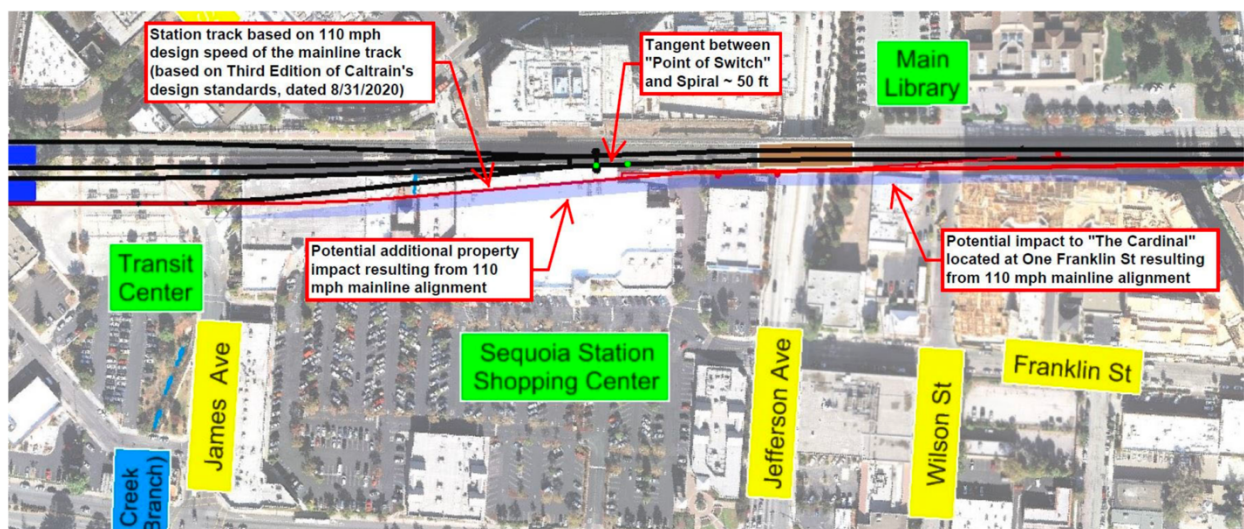 Station track based on 110 mph
design speed of the mainline track
(based on Third Edition of Caltrain's
design standards, dated 8/31/2020)
Tangent between
"Point of Switch"
and Spiral ~ 50 ft
Main
Library
Potential additional property
impact resulting from 110
mph mainline alignment
Potential impact to "The Cardinal"
located at One Franklin St resulting
from 110 mph mainline alignment
Transit
Center
Sequoia Station
Shopping Center
James Ave
Jefferson Ave
Wilson St
Franklin St
Creek
Branch)